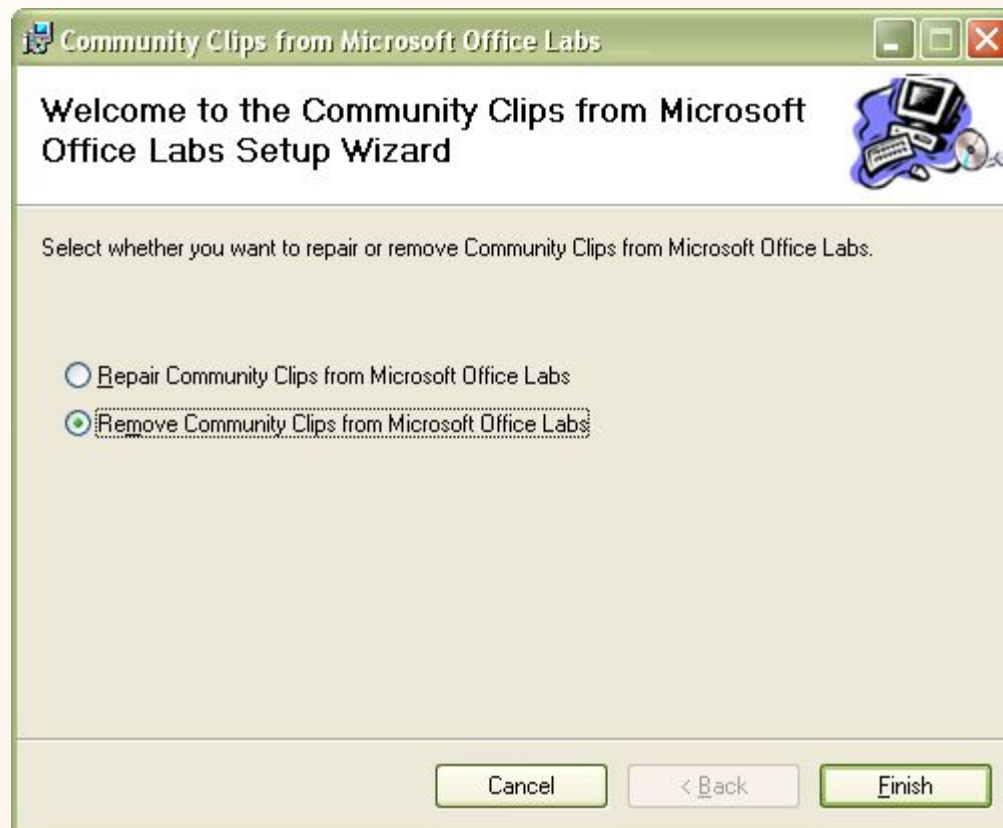 Community Clips from Microsoft Office Labs
Welcome to the Community Clips from Microsoft
Office Labs Setup Wizard
Select whether you want to repair or remove Community Clips from Microsoft Office Labs.
Repair Community Clips from Microsoft Office Labs
Remove Community Clips from Microsoft Office Labs
Cancel
< Back
Finish